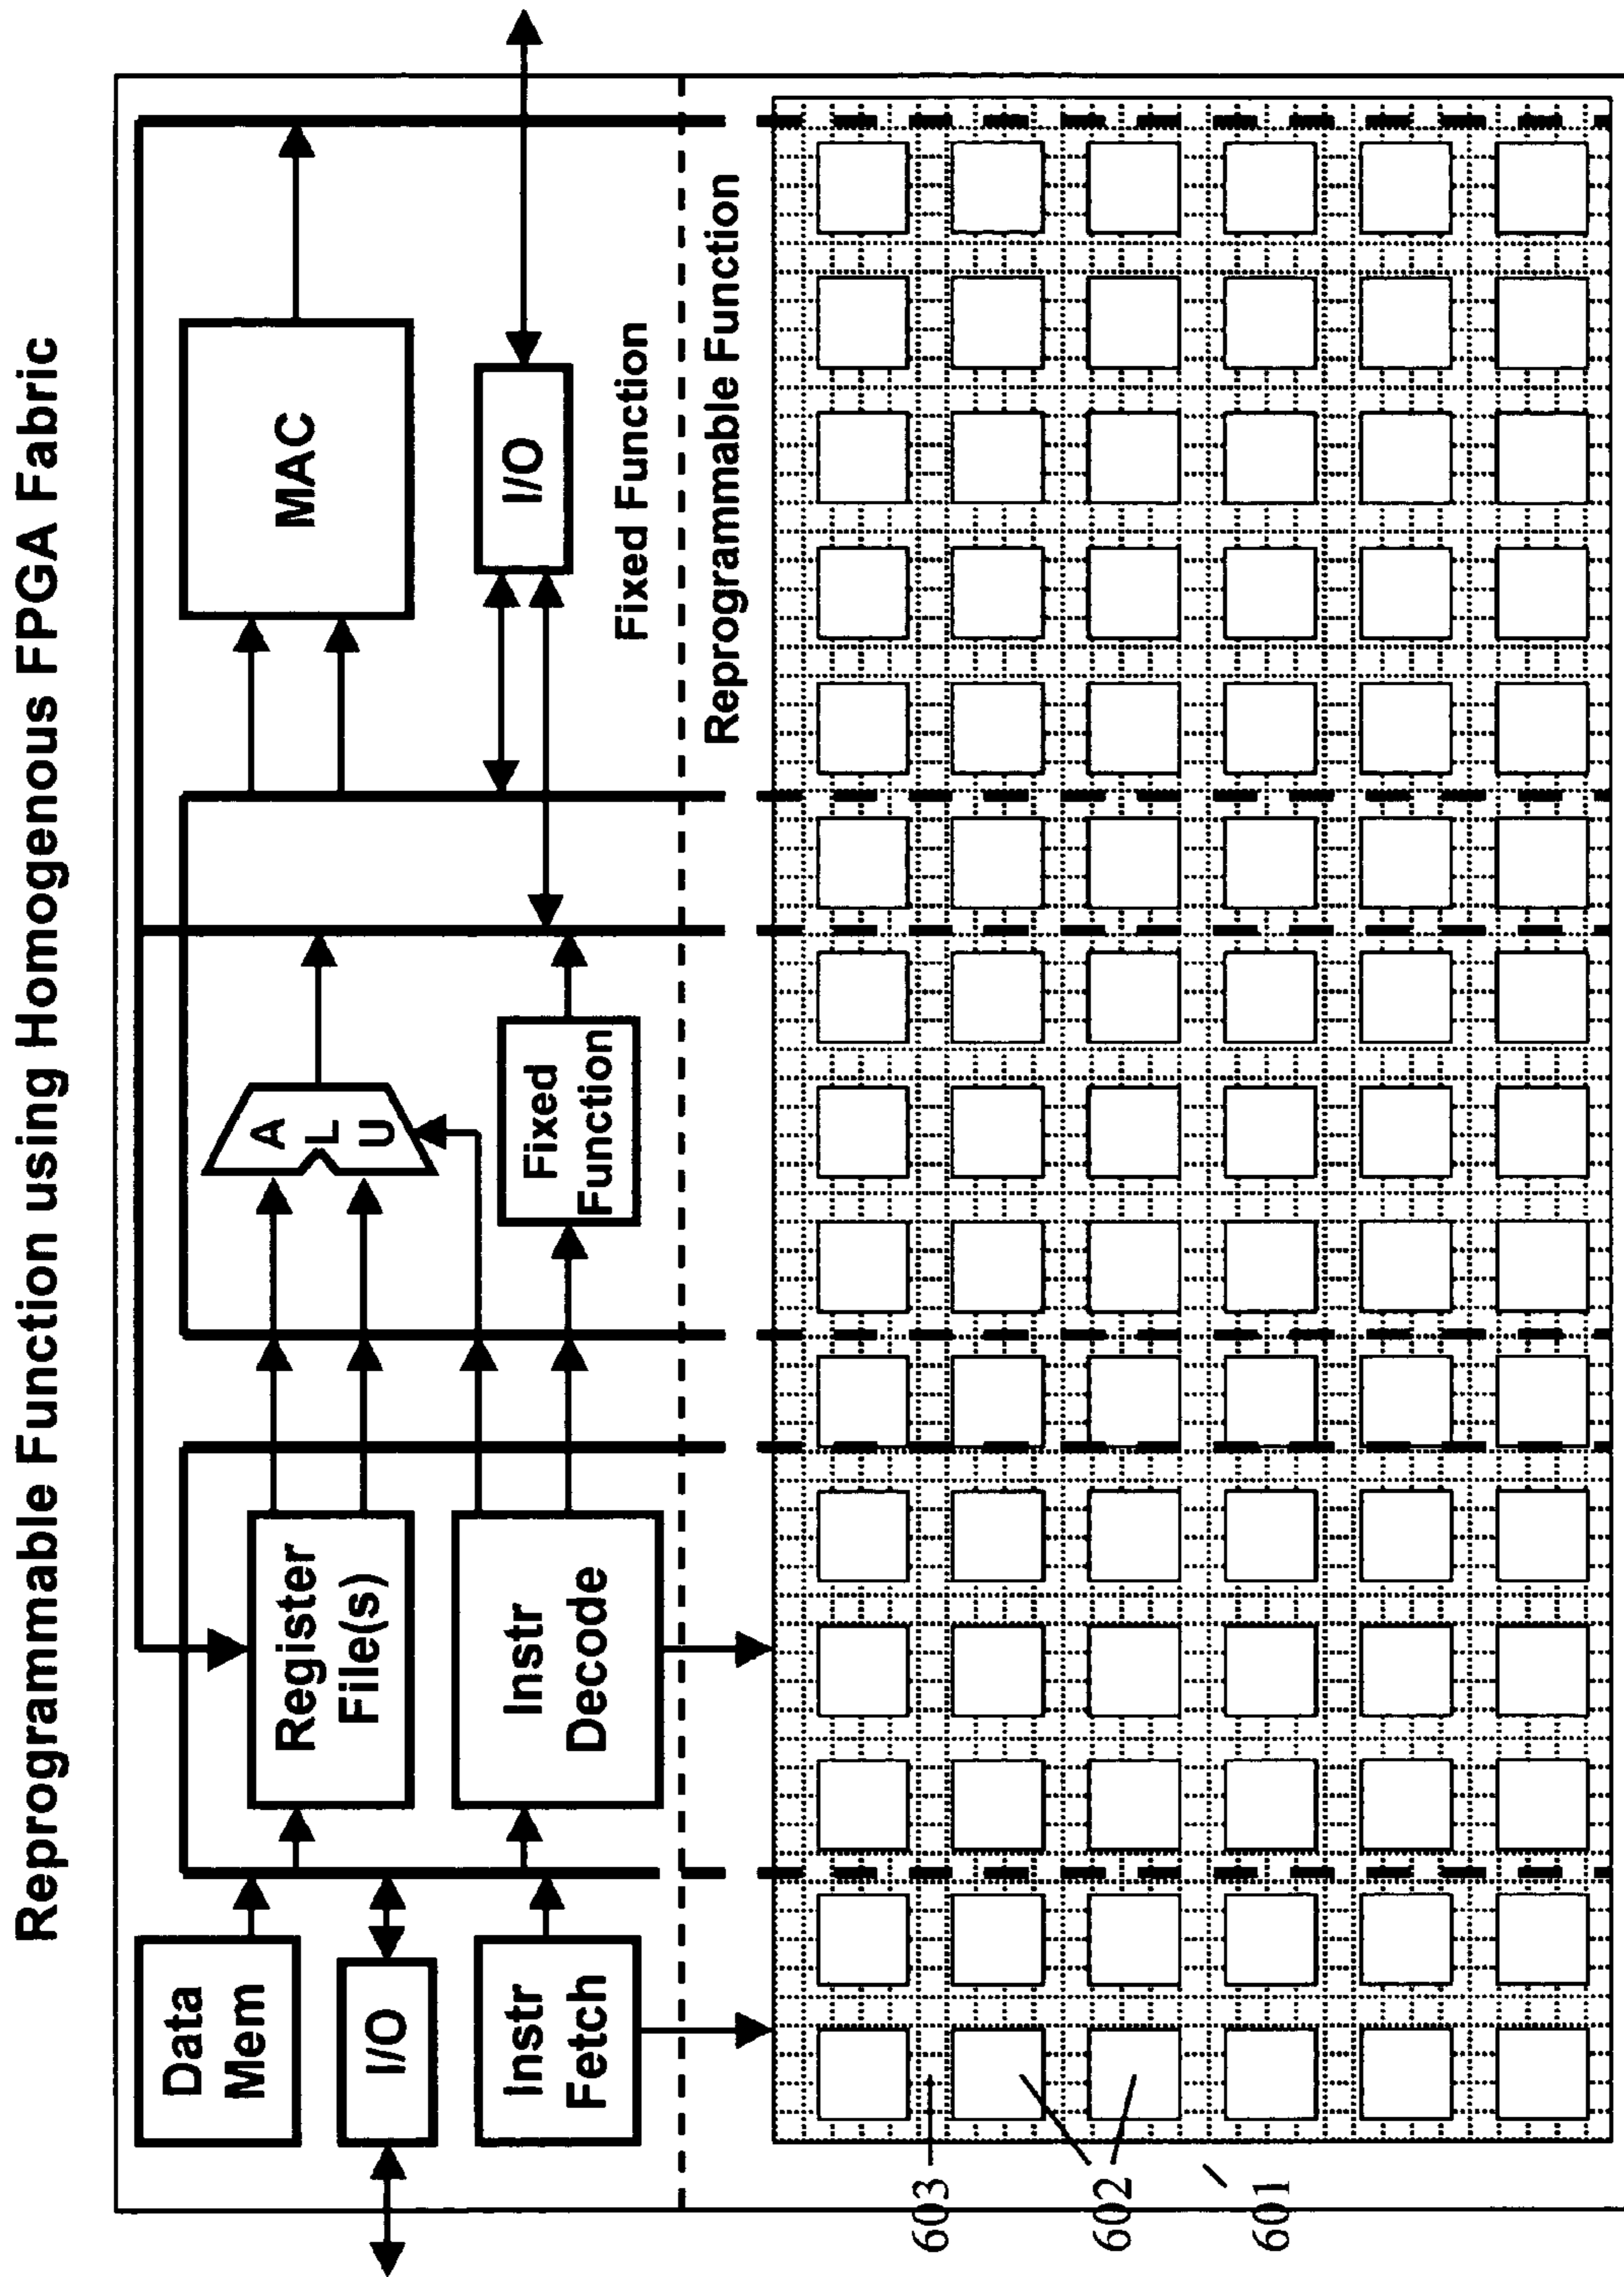 Reprogrammable Function using Homogenous FPGA Fabric
Data
Mem
I/O
Instr
Fetch
Register
File(s)
Instr
Decode
A
L
U
Fixed
Function
MAC
I/O
Fixed Function
Reprogrammable Function
603
602
601